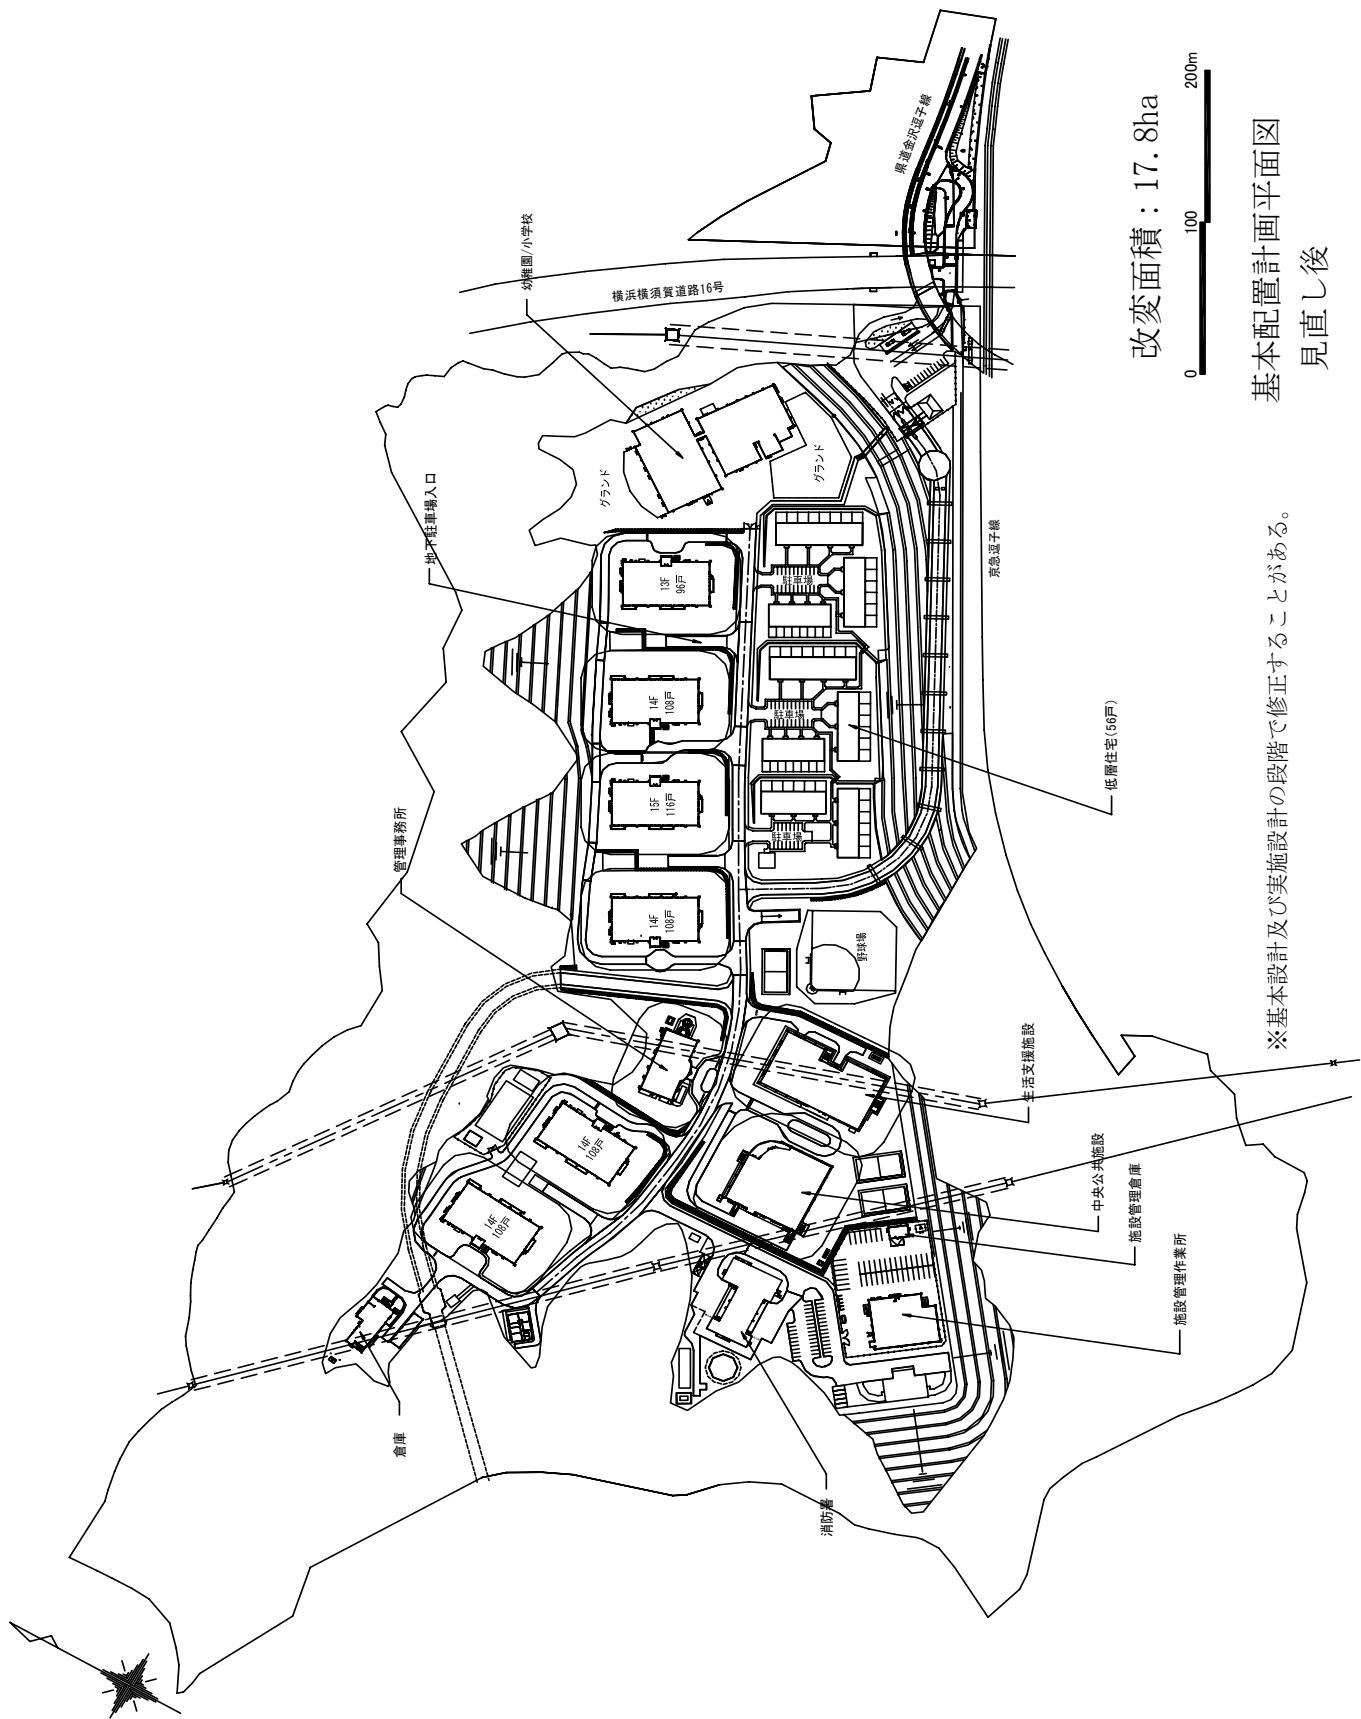 基本配置計画平面図
見直し後
改変面積：17.8ha
0
100
200m
※基本設計及び実施設計の段階で修正することがある。
県道金沢逗子線
横浜横須賀道路16号
京急逗子線
幼稚園/小学校
グランド
グランド
地下駐車場入口
13F
96戸
14F
108戸
15F
116戸
14F
108戸
駐車場
駐車場
駐車場
低層住宅(56戸)
管理事務所
野球場
14F
108戸
14F
108戸
生活支援施設
中央公共施設
施設管理倉庫
施設管理作業所
倉庫
消防署